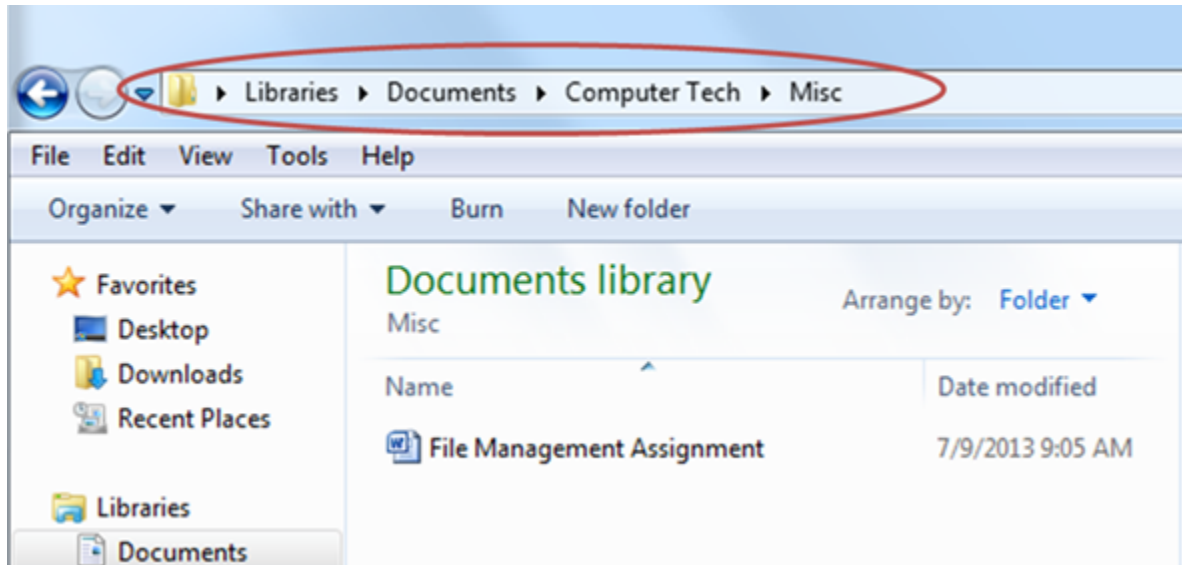 Libraries Documents Computer Tech Misc
File Edit View Tools Help
Organize Share with Burn New folder
Favorites
Desktop
Downloads
Recent Places
Libraries
Documents
Documents library
Misc
Arrange by: Folder
Name Date modified
File Management Assignment 7/9/2013 9:05 AM